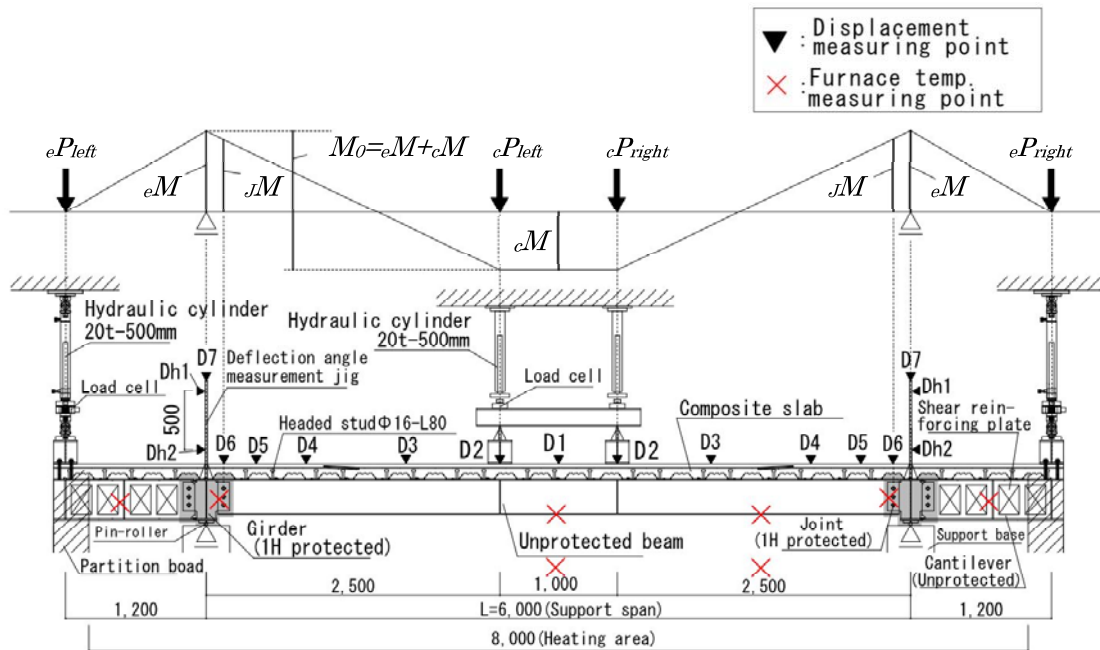 ▼ : Displacement
measuring point
× : Furnace temp.
measuring point
ePleft
eM
JM
M0=eM+cM
cPleft
cPright
cM
JM
eM
ePright
Hydraulic cylinder
20t-500mm
Hydraulic cylinder
20t-500mm
D7
Deflection angle
measurement jig
Dh1
Load cell
500
Dh2
Load cell
D7
Dh1
Shear rein-
forcing plate
Dh2
Composite slab
Headed studΦ16-L80
D6
D5
D4
D3
D2
D1
D2
D3
D4
D5
D6
Pin-roller
Girder
(1H protected)
Unprotected beam
Joint
(1H protected)
Support base
Partition boad
Cantilever
(Unprotected)
2,500
1,000
2,500
1,200
L=6,000(Support span)
1,200
8,000(Heating area)